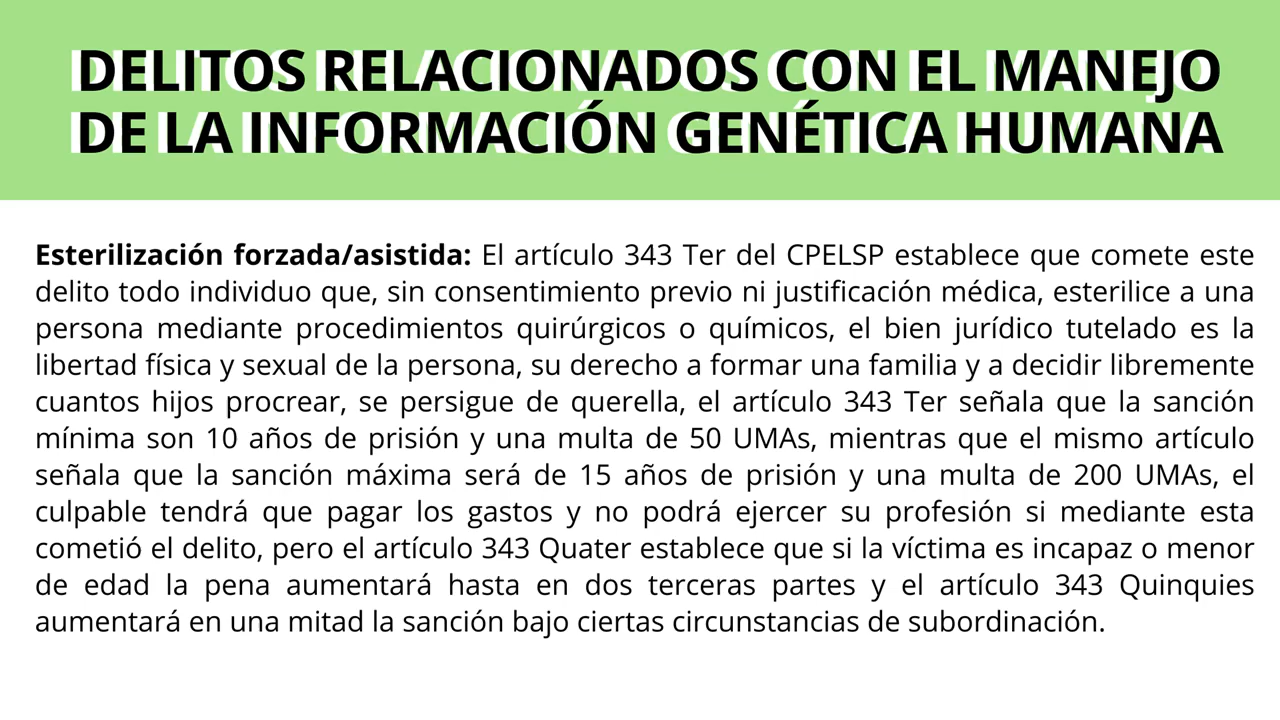 DELITOS RELACIONADOS CON EL MANEJO
DE LA INFORMACIÓN GENÉTICA HUMANA
Esterilización forzada/asistida: El artículo 343 Ter del CPELSP establece que comete este
delito todo individuo que, sin consentimiento previo ni justificación médica, esterilice a una
persona mediante procedimientos quirúrgicos o químicos, el bien jurídico tutelado es la
libertad física y sexual de la persona, su derecho a formar una familia y a decidir libremente
cuantos hijos procrear, se persigue de querella, el artículo 343 Ter señala que la sanción
mínima son 10 años de prisión y una multa de 50 UMAs, mientras que el mismo artículo
señala que la sanción máxima será de 15 años de prisión y una multa de 200 UMAs, el
culpable tendrá que pagar los gastos y no podrá ejercer su profesión si mediante esta
cometió el delito, pero el artículo 343 Quater establece que si la víctima es incapaz o menor
de edad la pena aumentará hasta en dos terceras partes y el artículo 343 Quinquies
aumentará en una mitad la sanción bajo ciertas circunstancias de subordinación.